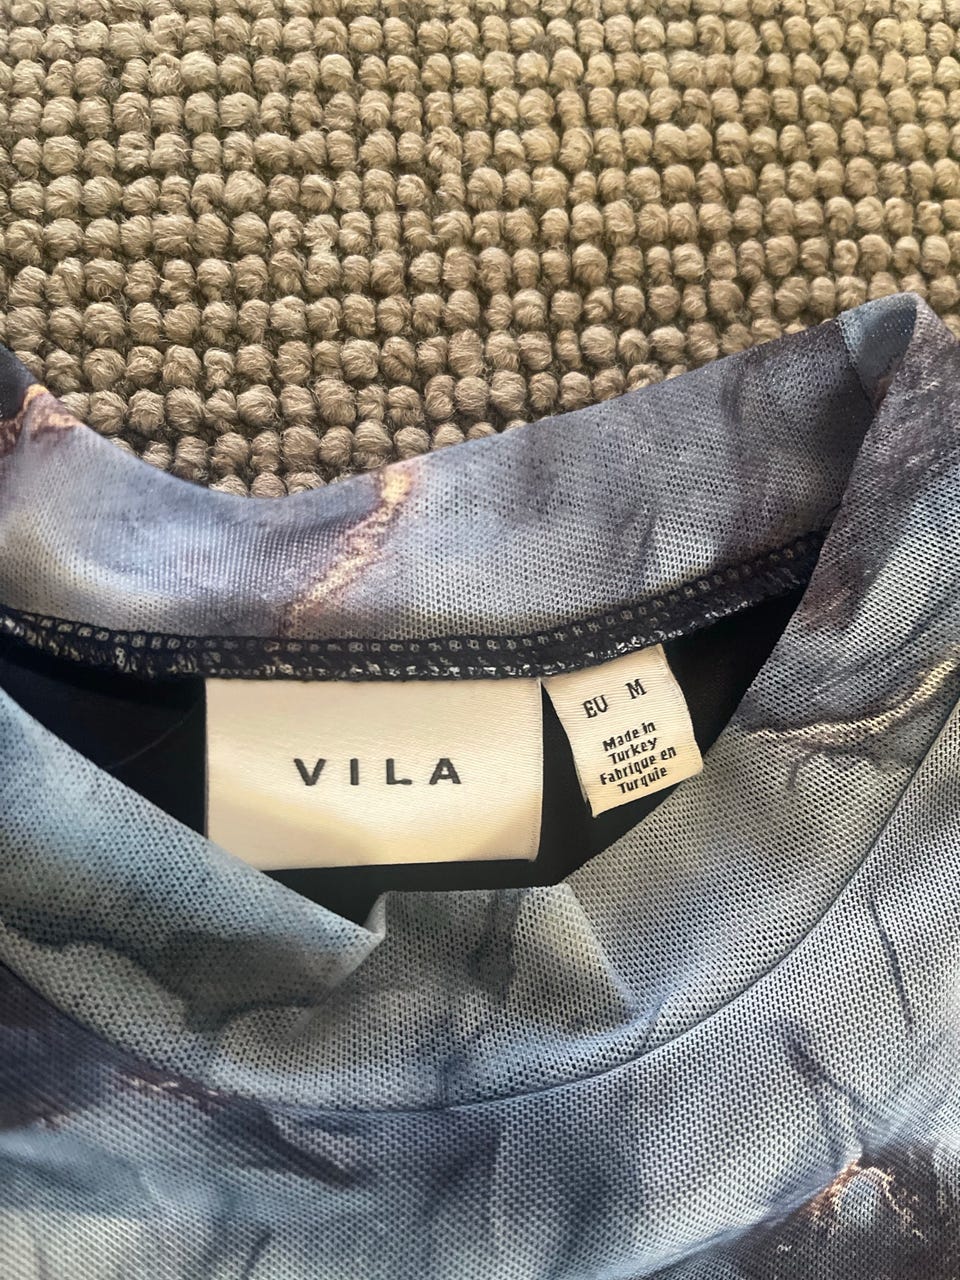 VILA
EU M
Made in
Turkey
Fabrique en
Turquie